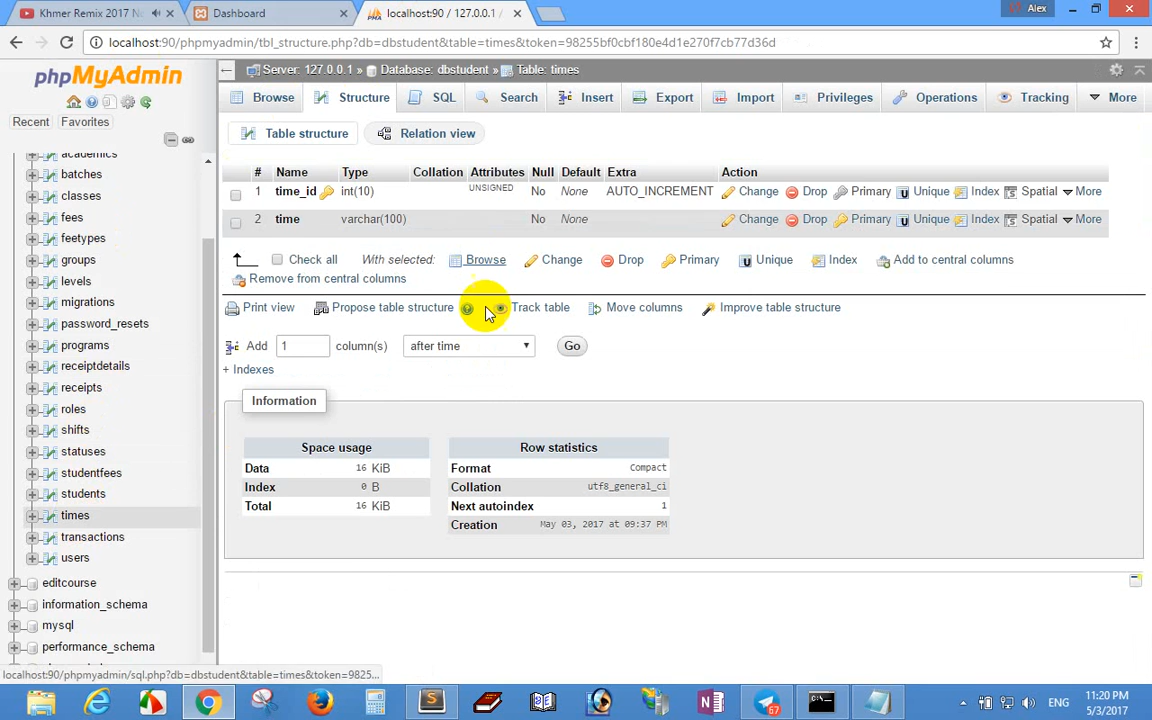 Khmer Remix 2017 N
Dashboard
localhost:90 / 127.0.0.1 /
Alex
localhost:90/phpmyadmin/tbl_structure.php?db=dbstudent&table=times&token=98255bf0cbf180e4d1e270f7cb77d36d
phpMyAdmin
Recent
Favorites
academics
batches
classes
fees
feetypes
groups
levels
migrations
password_resets
programs
receiptdetails
receipts
roles
shifts
statuses
studentfees
students
times
transactions
users
editcourse
information_schema
mysql
performance_schema
Server: 127.0.0.1 » Database: dbstudent » Table: times
Browse Structure SQL Search Insert Export Import Privileges Operations Tracking More
Table structure Relation view
# Name Type Collation Attributes Null Default Extra Action
1 time_id int(10) UNSIGNED No None AUTO_INCREMENT Change Drop Primary Unique Index Spatial More
2 time varchar(100) No None Change Drop Primary Unique Index Spatial More
Check all With selected: Browse Change Drop Primary Unique Index Add to central columns
Remove from central columns
Print view Propose table structure Track table Move columns Improve table structure
Add 1 column(s) after time Go
+ Indexes
Information
Space usage
Data 16 KiB
Index 0 B
Total 16 KiB
Row statistics
Format Compact
Collation utf8_general_ci
Next autoindex 1
Creation May 03, 2017 at 09:37 PM
localhost:90/phpmyadmin/sql.php?db=dbstudent&table=times&token=9825...
67
ENG
11:20 PM
5/3/2017